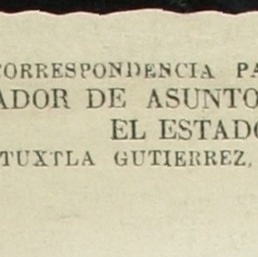 CORRESPONDENCIA PA
ADOR DE ASUNTO
EL ESTADO
TUXTLA GUTIERREZ,